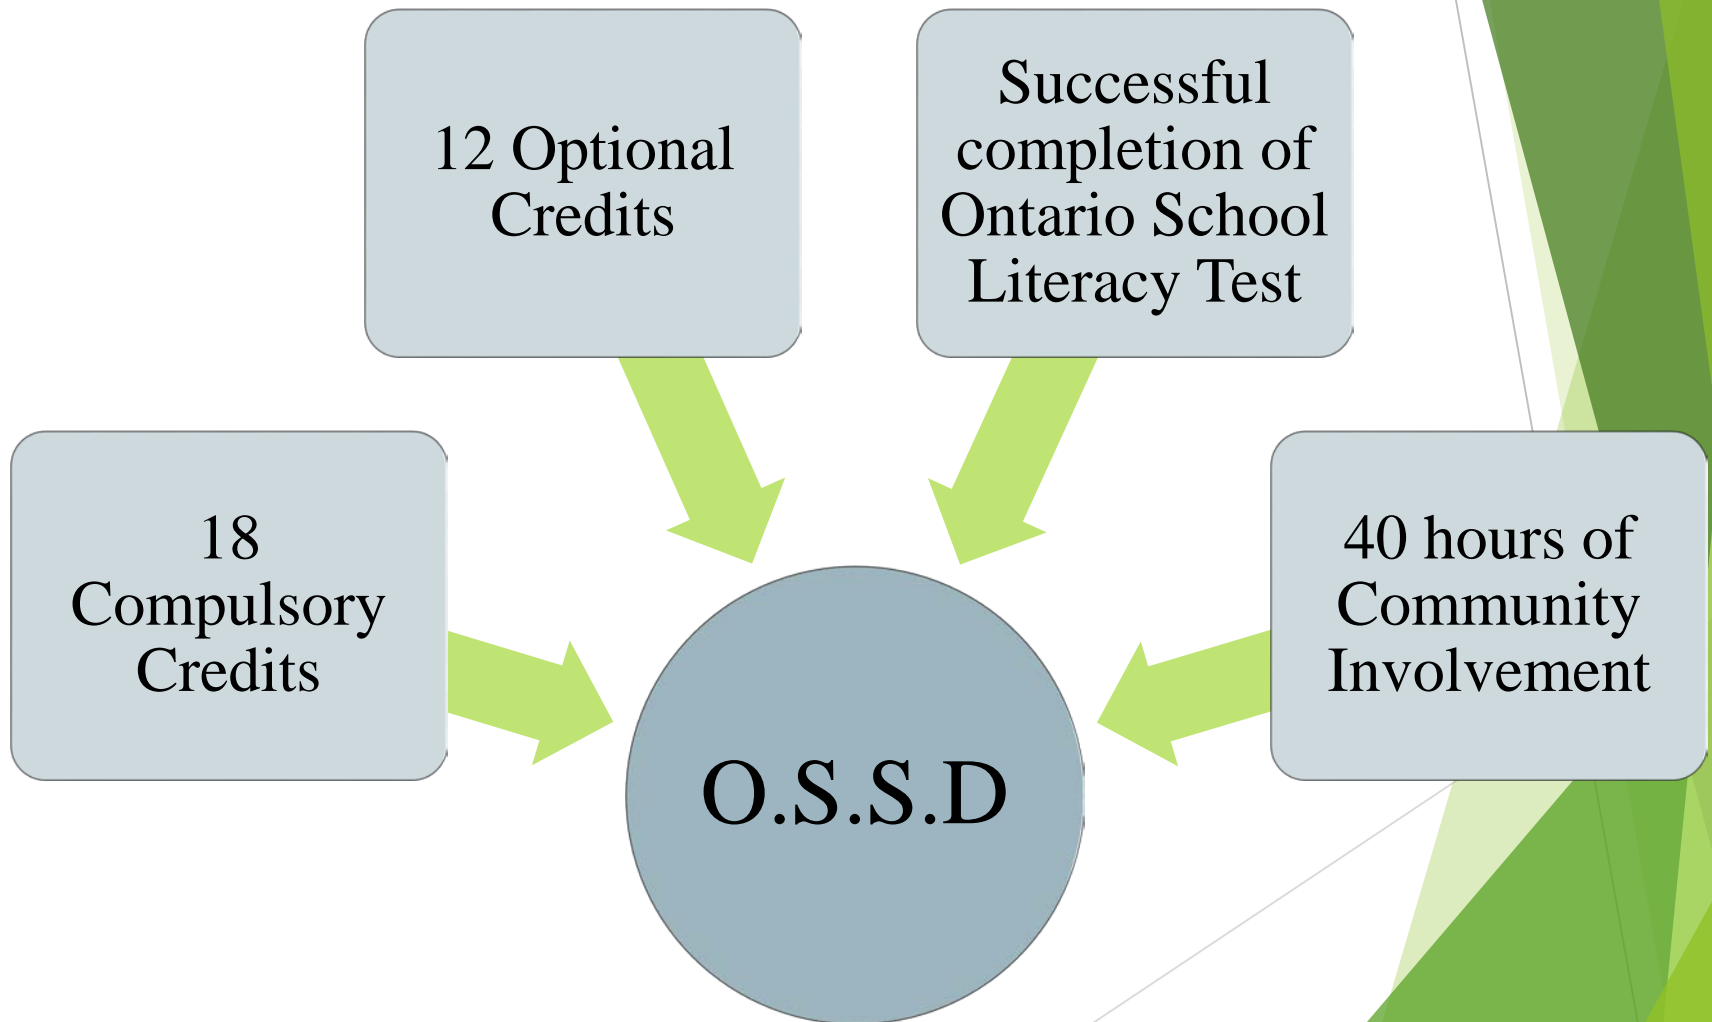 12 Optional
Credits
Successful
completion of
Ontario School
Literacy Test
18
Compulsory
Credits
40 hours of
Community
Involvement
O.S.S.D